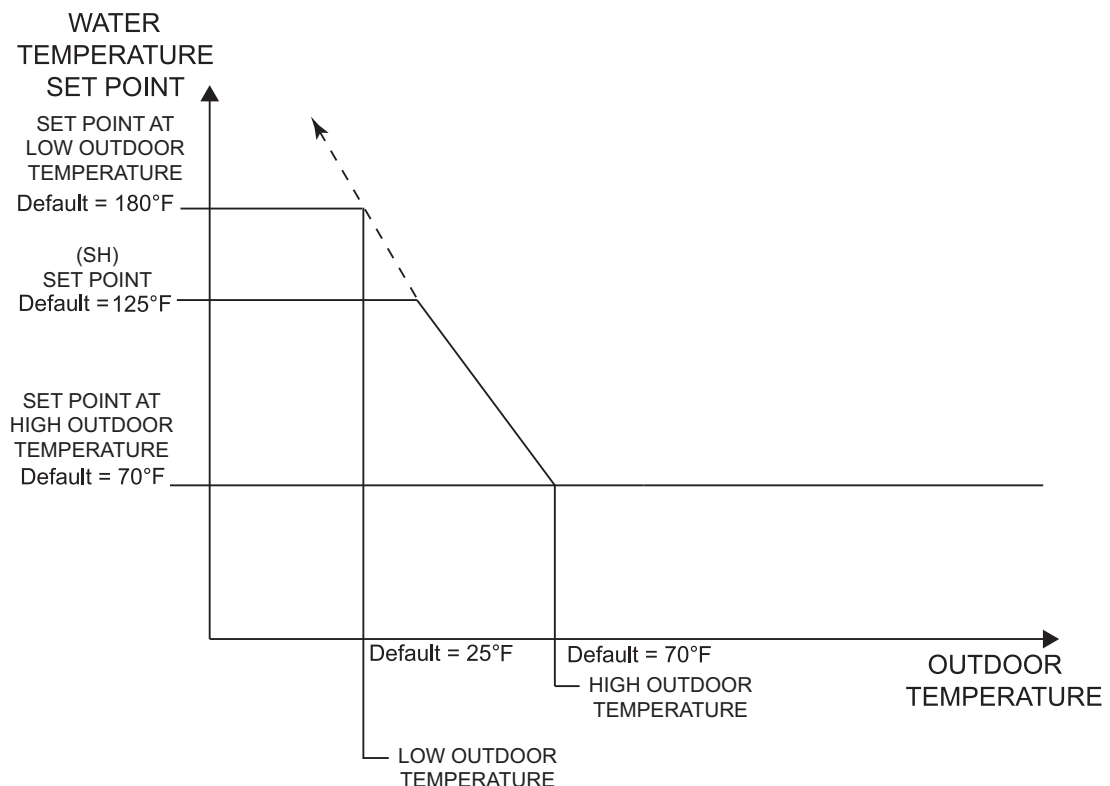 WATER
TEMPERATURE
SET POINT
SET POINT AT
LOW OUTDOOR
TEMPERATURE
Default = 180°F
(SH)
SET POINT
Default = 125°F
SET POINT AT
HIGH OUTDOOR
TEMPERATURE
Default = 70°F
Default = 25°F
Default = 70°F
OUTDOOR
TEMPERATURE
HIGH OUTDOOR
TEMPERATURE
LOW OUTDOOR
TEMPERATURE